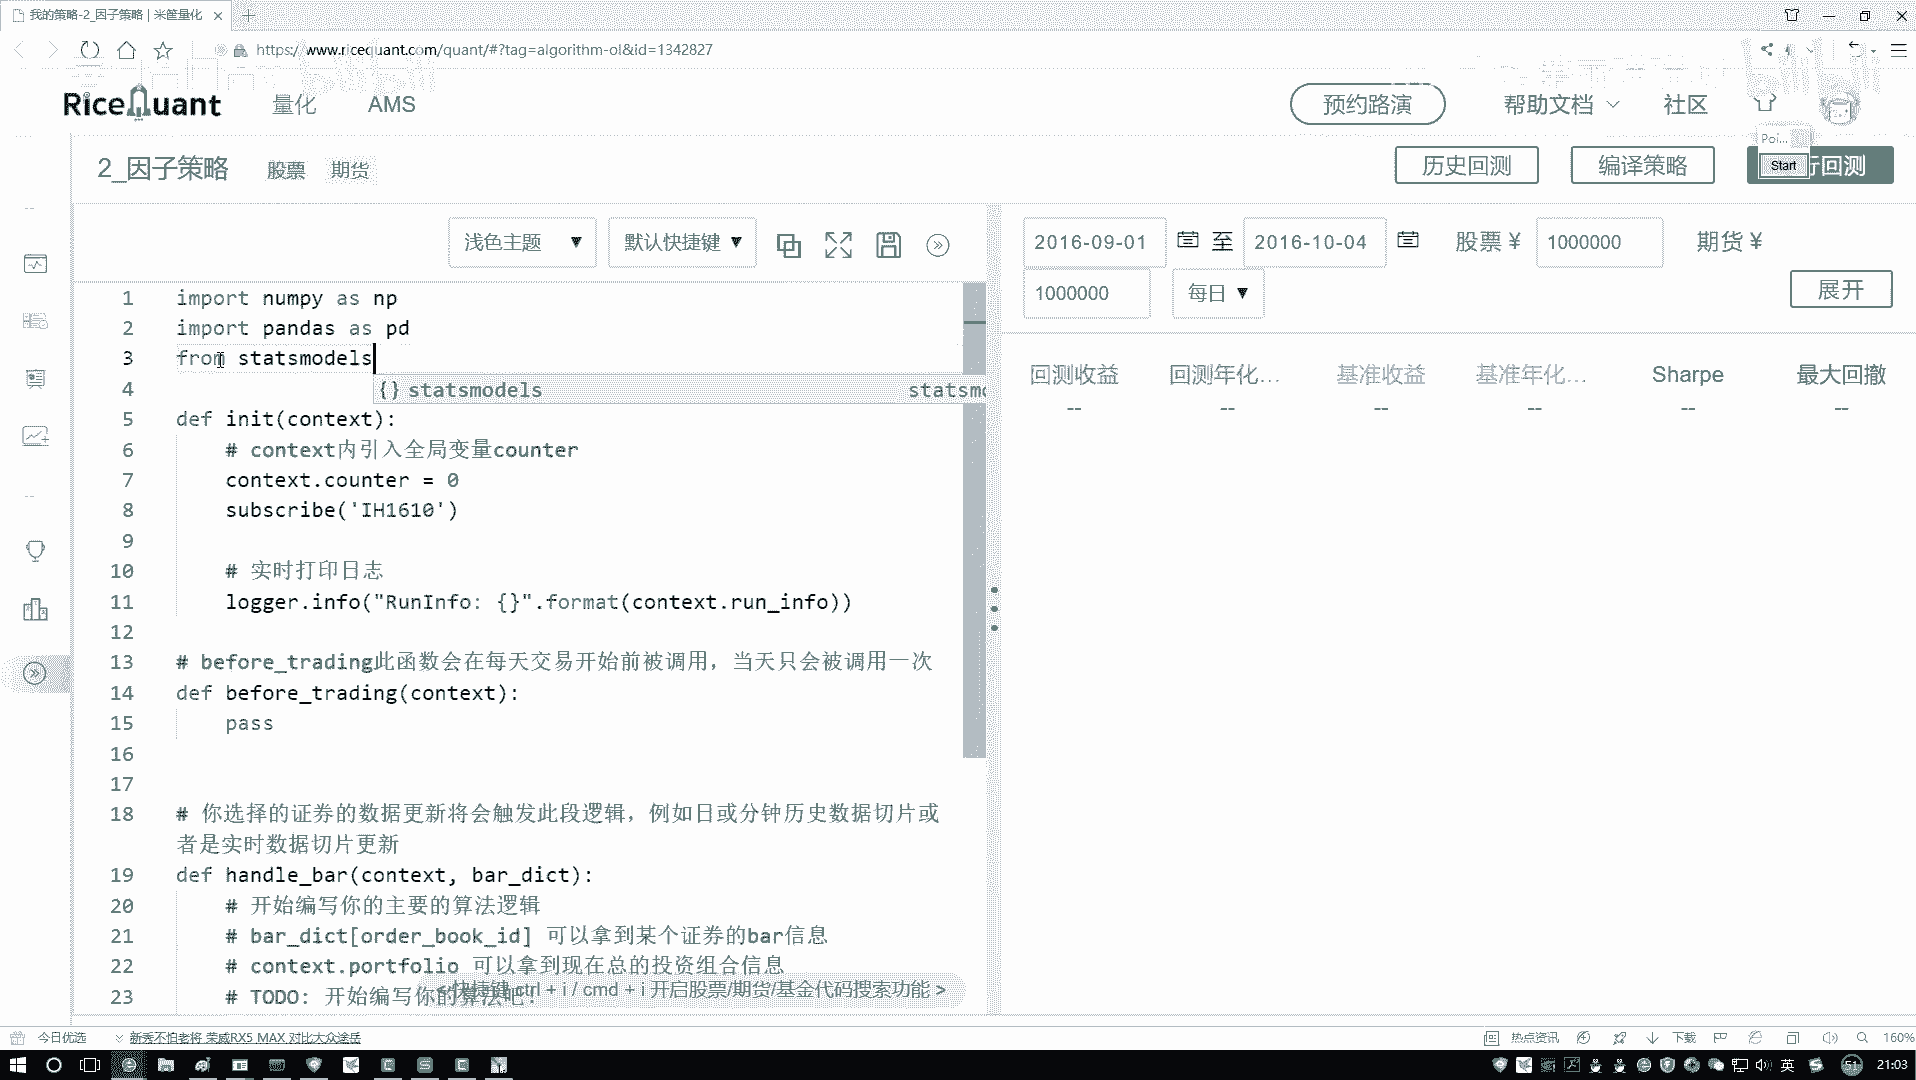 我的策略-2_因子策略 | 米筐量化
https://www.ricequant.com/quant/#?tag=algorithm-ol&id=1342827
bilibili
RiceQuant 量化 AMS 预约路演 帮助文档 社区
Poi...
2_因子策略 股票 期货 历史回测 编译策略 Start 行回测
浅色主题 默认快捷键
2016-09-01 至 2016-10-04 股票 ¥ 1000000 期货 ¥
1000000 每日 展开
回测收益 回测年化... 基准收益 基准年化... Sharpe 最大回撤
-- -- -- -- -- --
1 import numpy as np
2 import pandas as pd
3 from statsmodels
4 {} statsmodels statsmo
5 def init(context):
6 # context内引入全局变量counter
7 context.counter = 0
8 subscribe('IH1610')
9
10 # 实时打印日志
11 logger.info("RunInfo: {}".format(context.run_info))
12
13 # before_trading此函数会在每天交易开始前被调用，当天只会被调用一次
14 def before_trading(context):
15 pass
16
17
18 # 你选择的证券的数据更新将会触发此段逻辑，例如日或分钟历史数据切片或
者是实时数据切片更新
19 def handle_bar(context, bar_dict):
20 # 开始编写你的主要的算法逻辑
21 # bar_dict[order_book_id] 可以拿到某个证券的bar信息
22 # context.portfolio 可以拿到现在总的投资组合信息
23 # TODO: 开始编写你的算法吧!
<快捷键 ctrl + i / cmd + i 开启股票/期货/基金代码搜索功能 >
今日优选 新秀不怕老将 荣威RX5 MAX 对比大众途岳 热点资讯 下载 160%
英 51 21:03